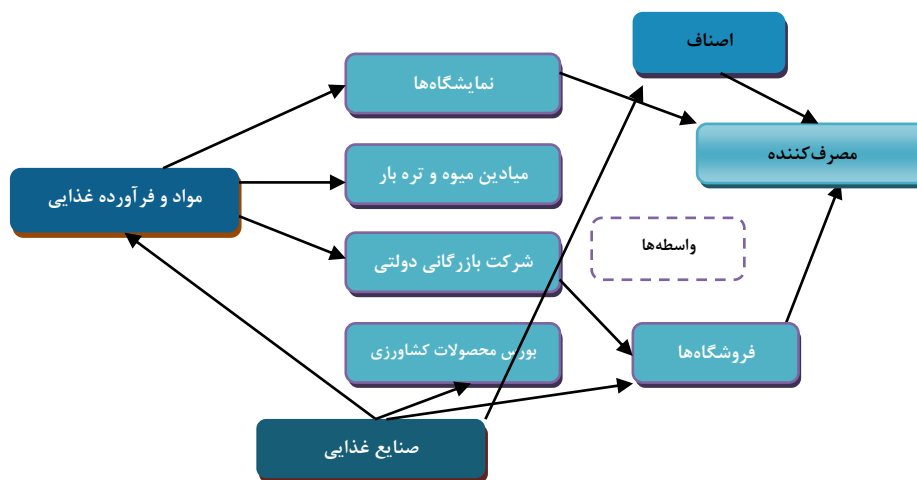 اصناف
نمایشگاه‌ها
مصرف‌کننده
میادین میوه و تره بار
مواد و فرآورده غذایی
واسطه‌ها
شرکت بازرگانی دولتی
بورس محصولات کشاورزی
فروشگاه‌ها
صنایع غذایی